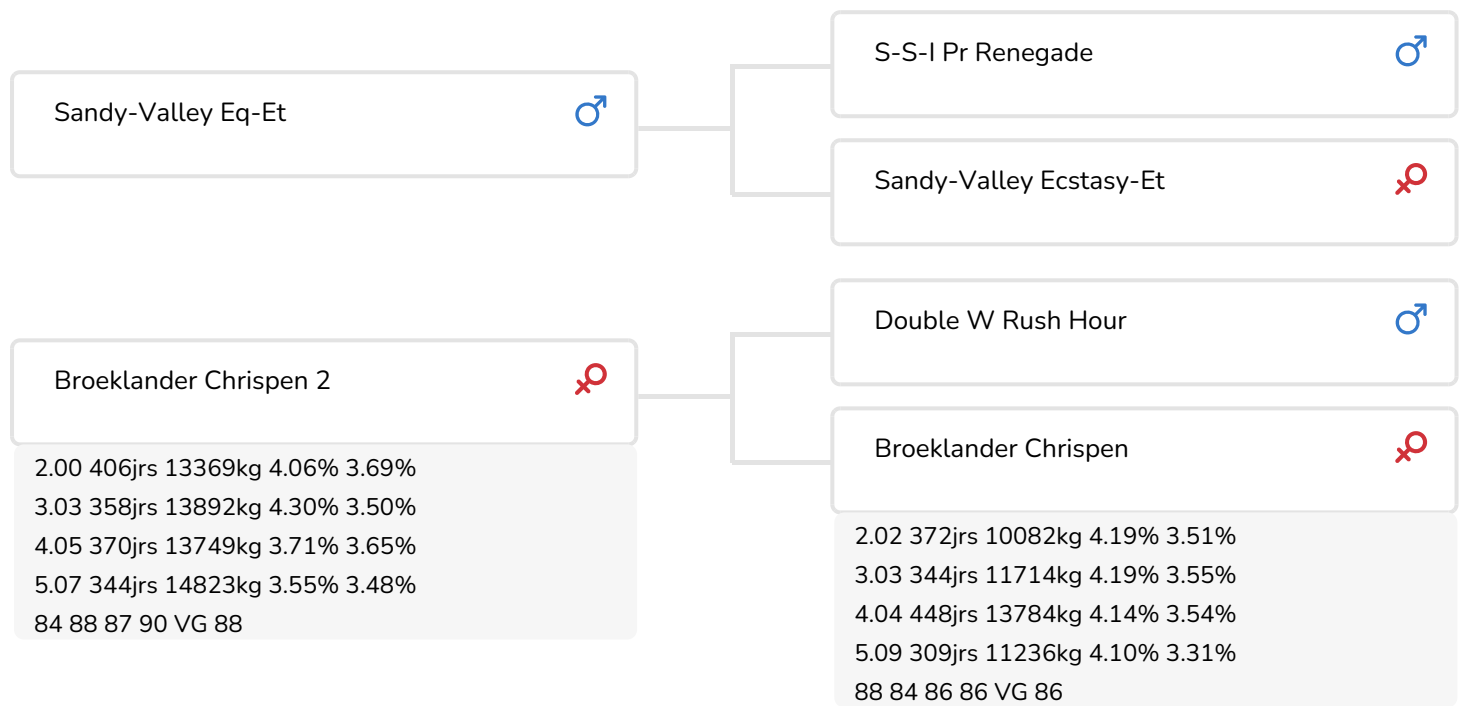 Sandy-Valley Eq-Et
S-S-I Pr Renegade
Sandy-Valley Ecstasy-Et
Broeklander Chrispen 2
2.00 406jrs 13369kg 4.06% 3.69%
3.03 358jrs 13892kg 4.30% 3.50%
4.05 370jrs 13749kg 3.71% 3.65%
5.07 344jrs 14823kg 3.55% 3.48%
84 88 87 90 VG 88
Double W Rush Hour
Broeklander Chrispen
2.02 372jrs 10082kg 4.19% 3.51%
3.03 344jrs 11714kg 4.19% 3.55%
4.04 448jrs 13784kg 4.14% 3.54%
5.09 309jrs 11236kg 4.10% 3.31%
88 84 86 86 VG 86